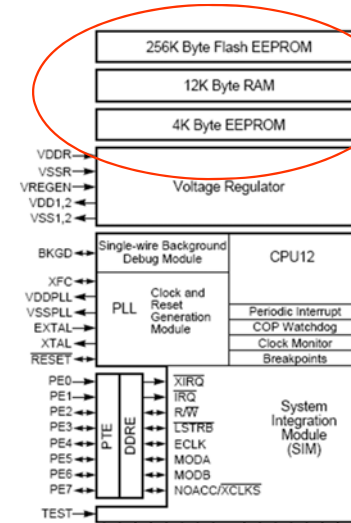 256K Byte Flash EEPROM
12K Byte RAM
4K Byte EEPROM
VDDR
VSSR
VREGEN
VDD1,2
VSS1,2
Voltage Regulator
BKGD
Single-wire Background
Debug Module
CPU12
XFC
VDDPLL
VSSPLL
EXTAL
XTAL
RESET
PLL
Clock and
Reset
Generation
Module
Periodic Interrupt
COP Watchdog
Clock Monitor
Breakpoints
PE0
PE1
PE2
PE3
PE4
PE5
PE6
PE7
PTE
DDRE
XIRQ
IRQ
R/W
LSTRB
ECLK
MODA
MODB
NOACC/XCLKS
System
Integration
Module
(SIM)
TEST